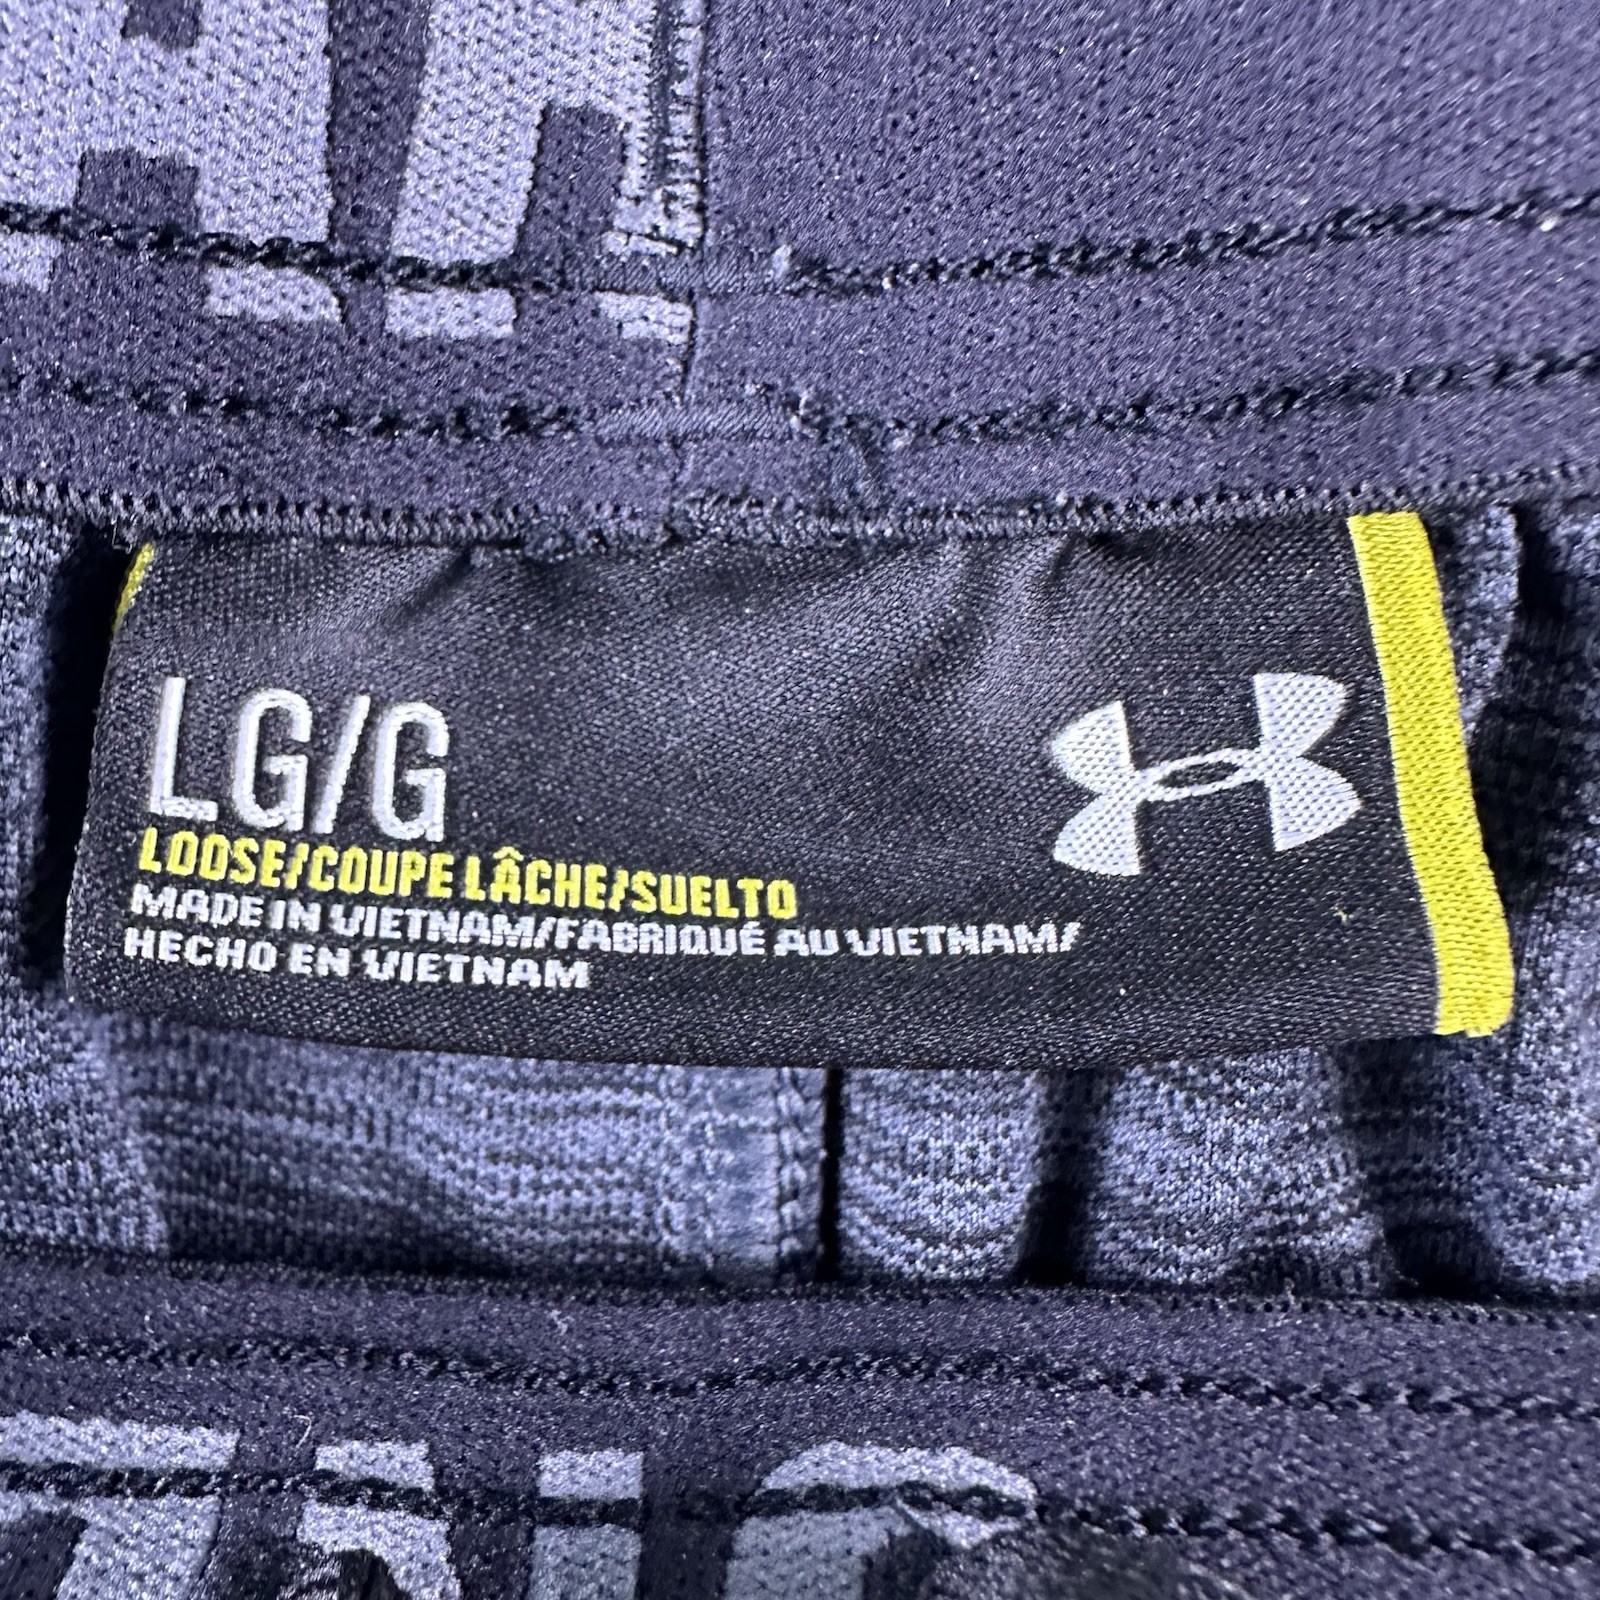 LG/G
LOOSE/COUPE LÂCHE/SUELTO
MADE IN VIETNAM/FABRIQUÉ AU VIETNAM/
HECHO EN VIETNAM